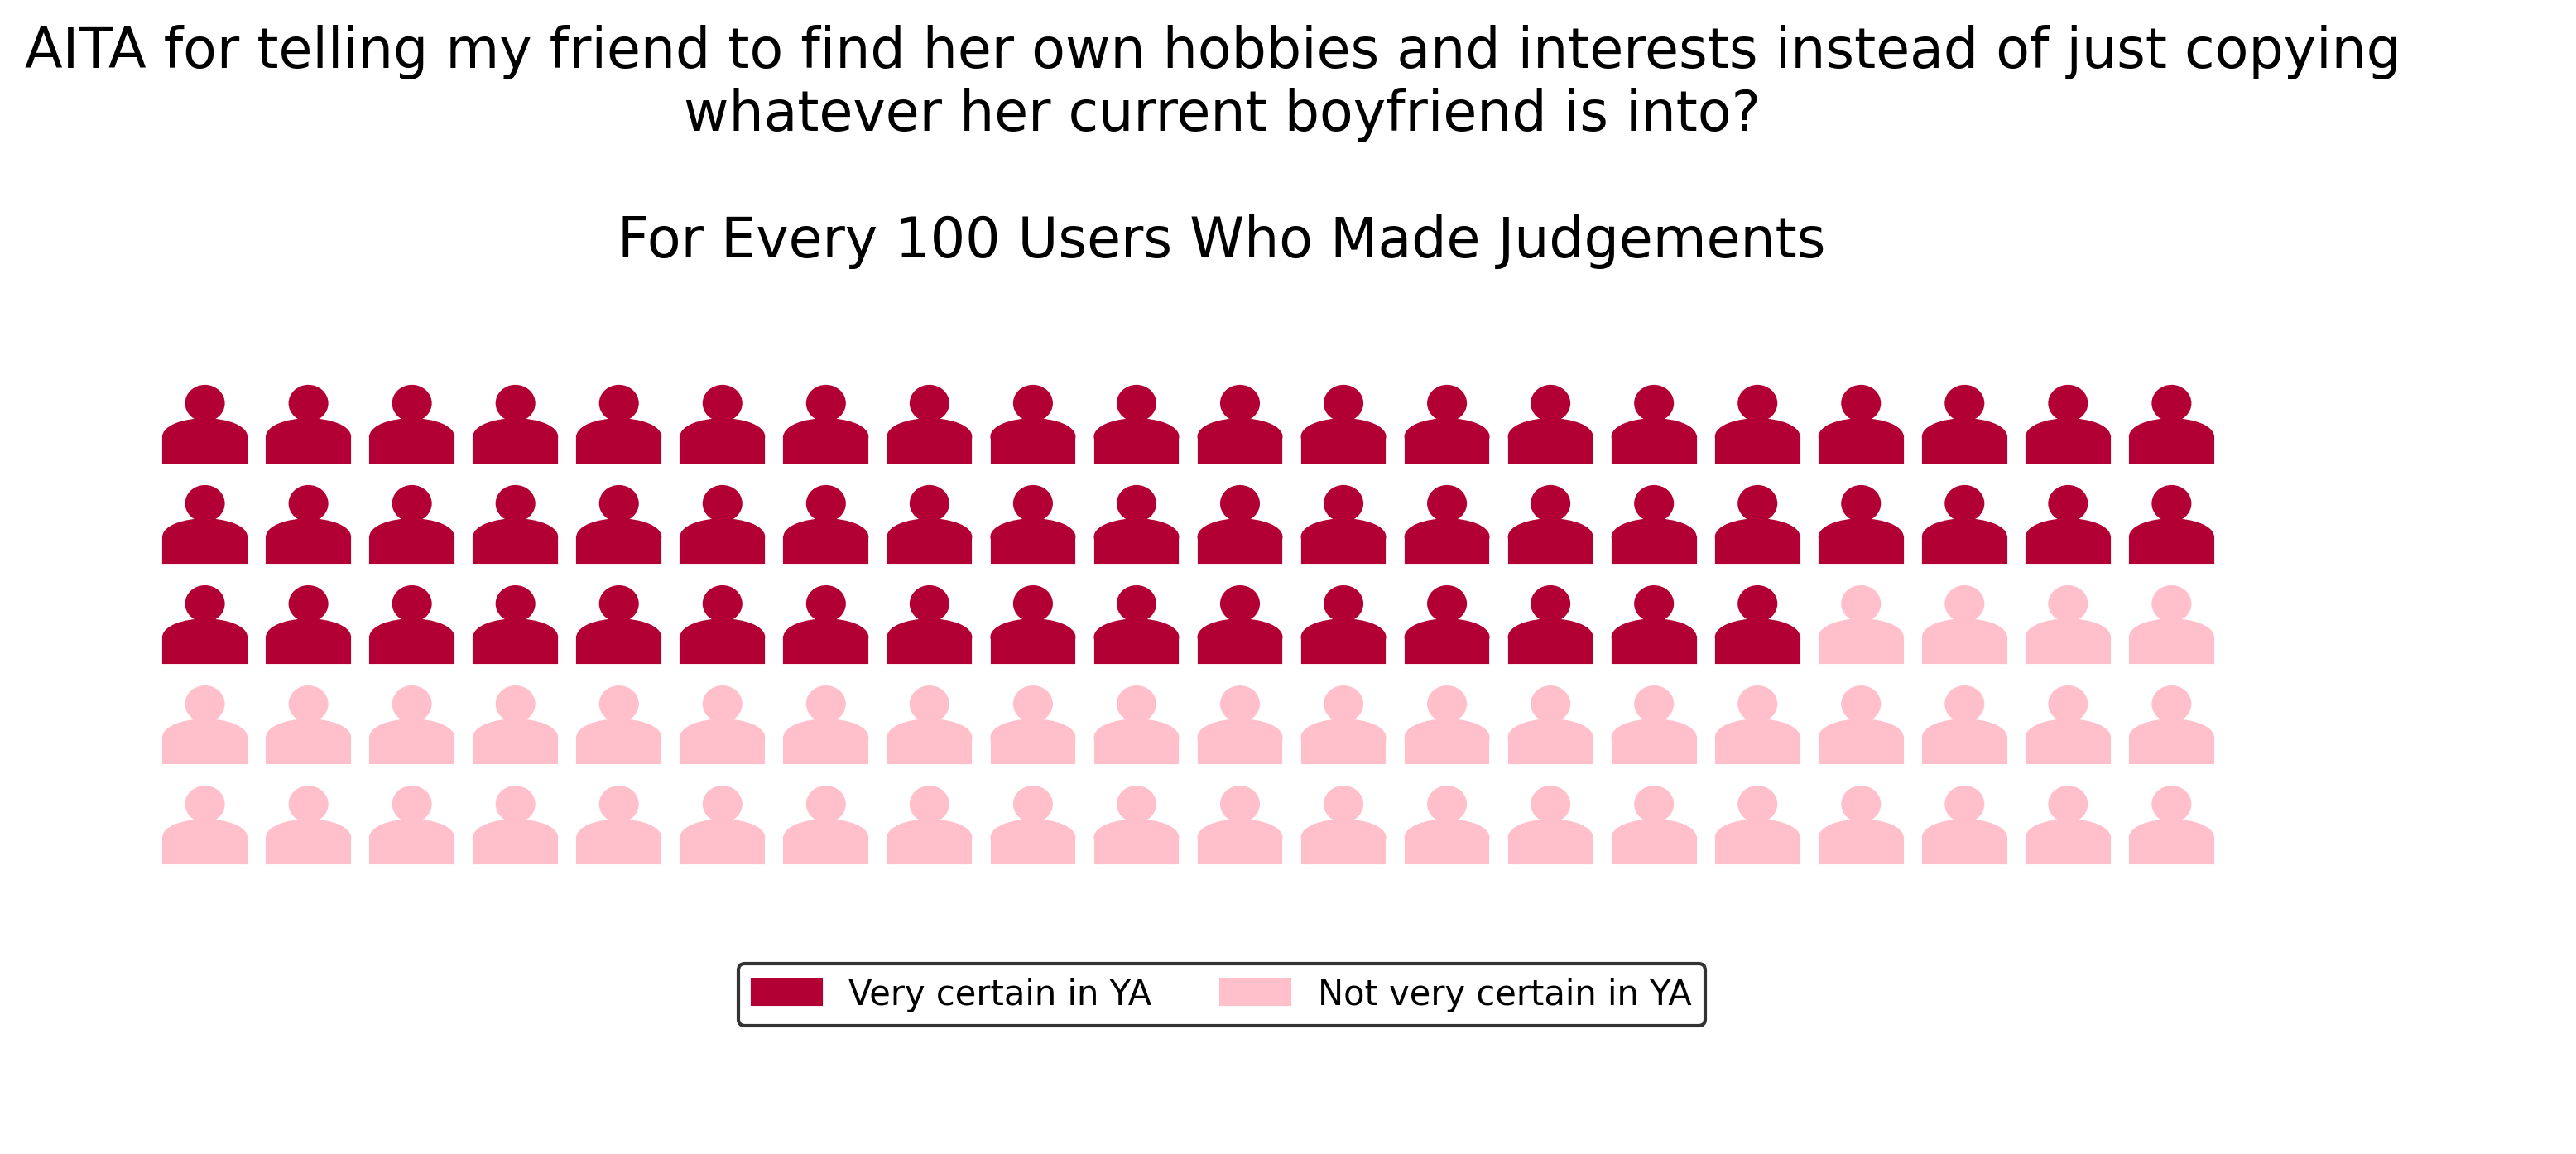 AITA for telling my friend to find her own hobbies and interests instead of just copying
whatever her current boyfriend is into?
For Every 100 Users Who Made Judgements
Very certain in YA
Not very certain in YA